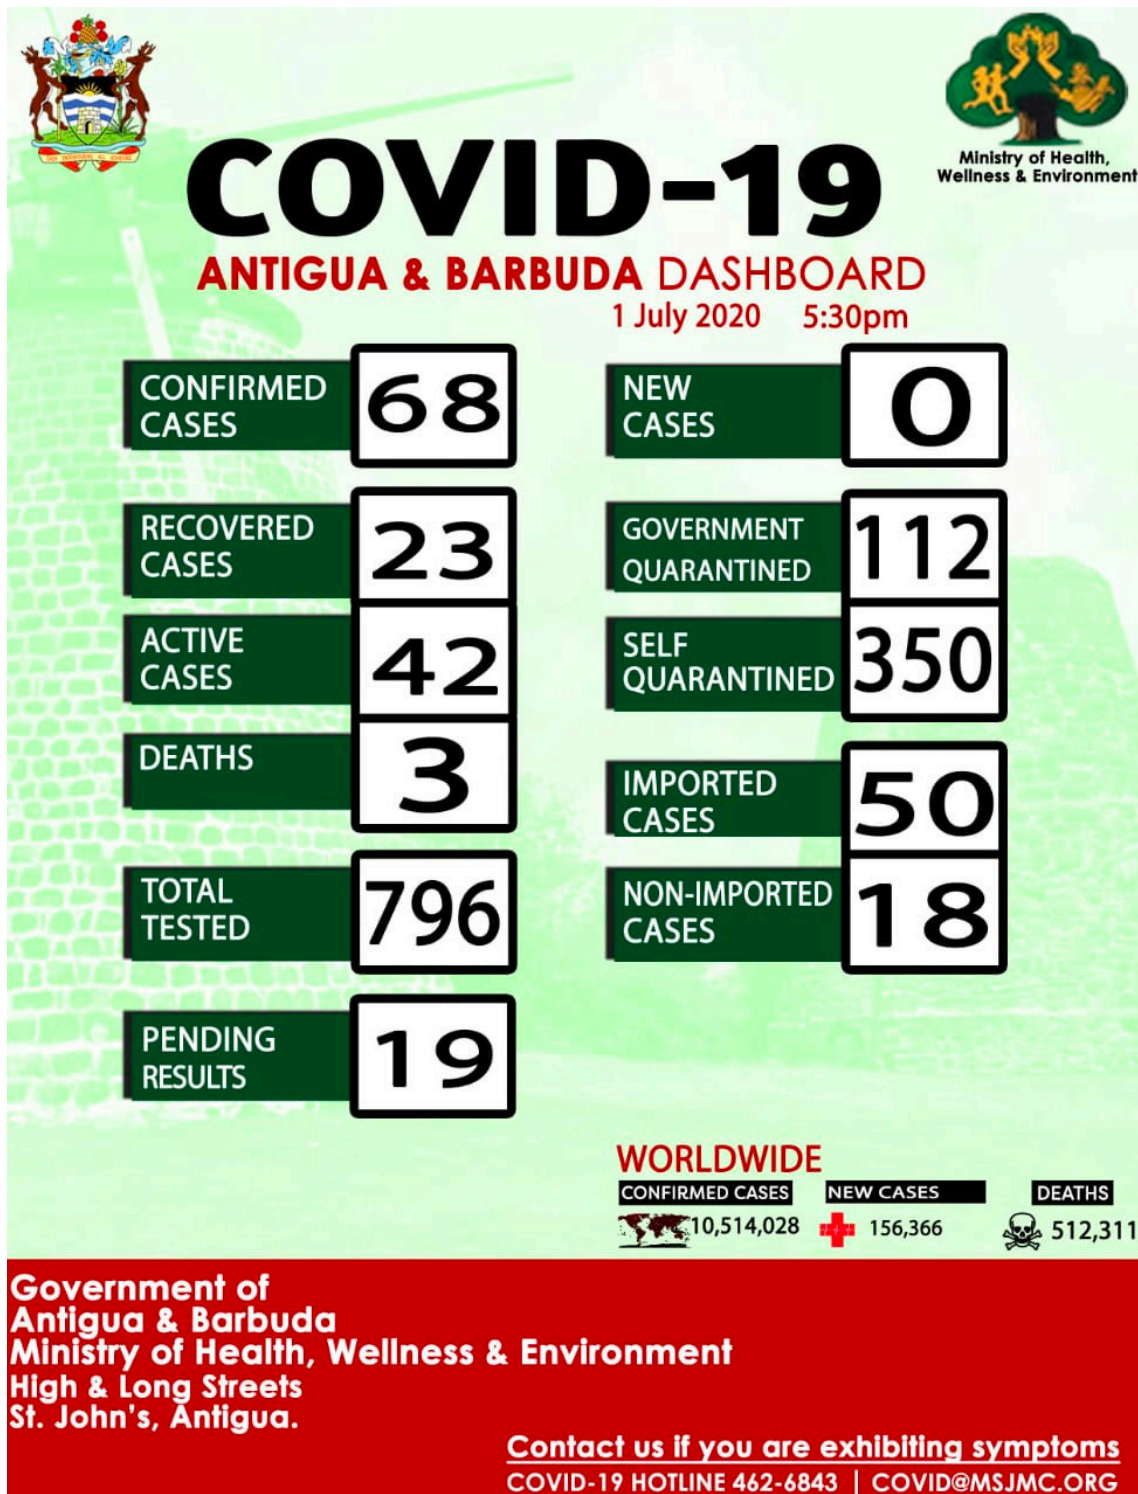 Ministry of Health,
Wellness & Environment
COVID-19
ANTIGUA & BARBUDA DASHBOARD
1 July 2020 5:30pm
CONFIRMED
CASES
68
RECOVERED
CASES
23
ACTIVE
CASES
42
DEATHS
3
TOTAL
TESTED
796
PENDING
RESULTS
19
NEW
CASES
0
GOVERNMENT
QUARANTINED
112
SELF
QUARANTINED
350
IMPORTED
CASES
50
NON-IMPORTED
CASES
18
WORLDWIDE
CONFIRMED CASES
10,514,028
NEW CASES
156,366
DEATHS
512,311
Government of
Antigua & Barbuda
Ministry of Health, Wellness & Environment
High & Long Streets
St. John's, Antigua.
Contact us if you are exhibiting symptoms
COVID-19 HOTLINE 462-6843 | COVID@MSJMC.ORG